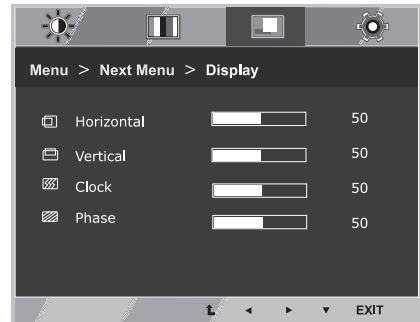 Menu > Next Menu > Display
Horizontal 50
Vertical 50
Clock 50
Phase 50
EXIT